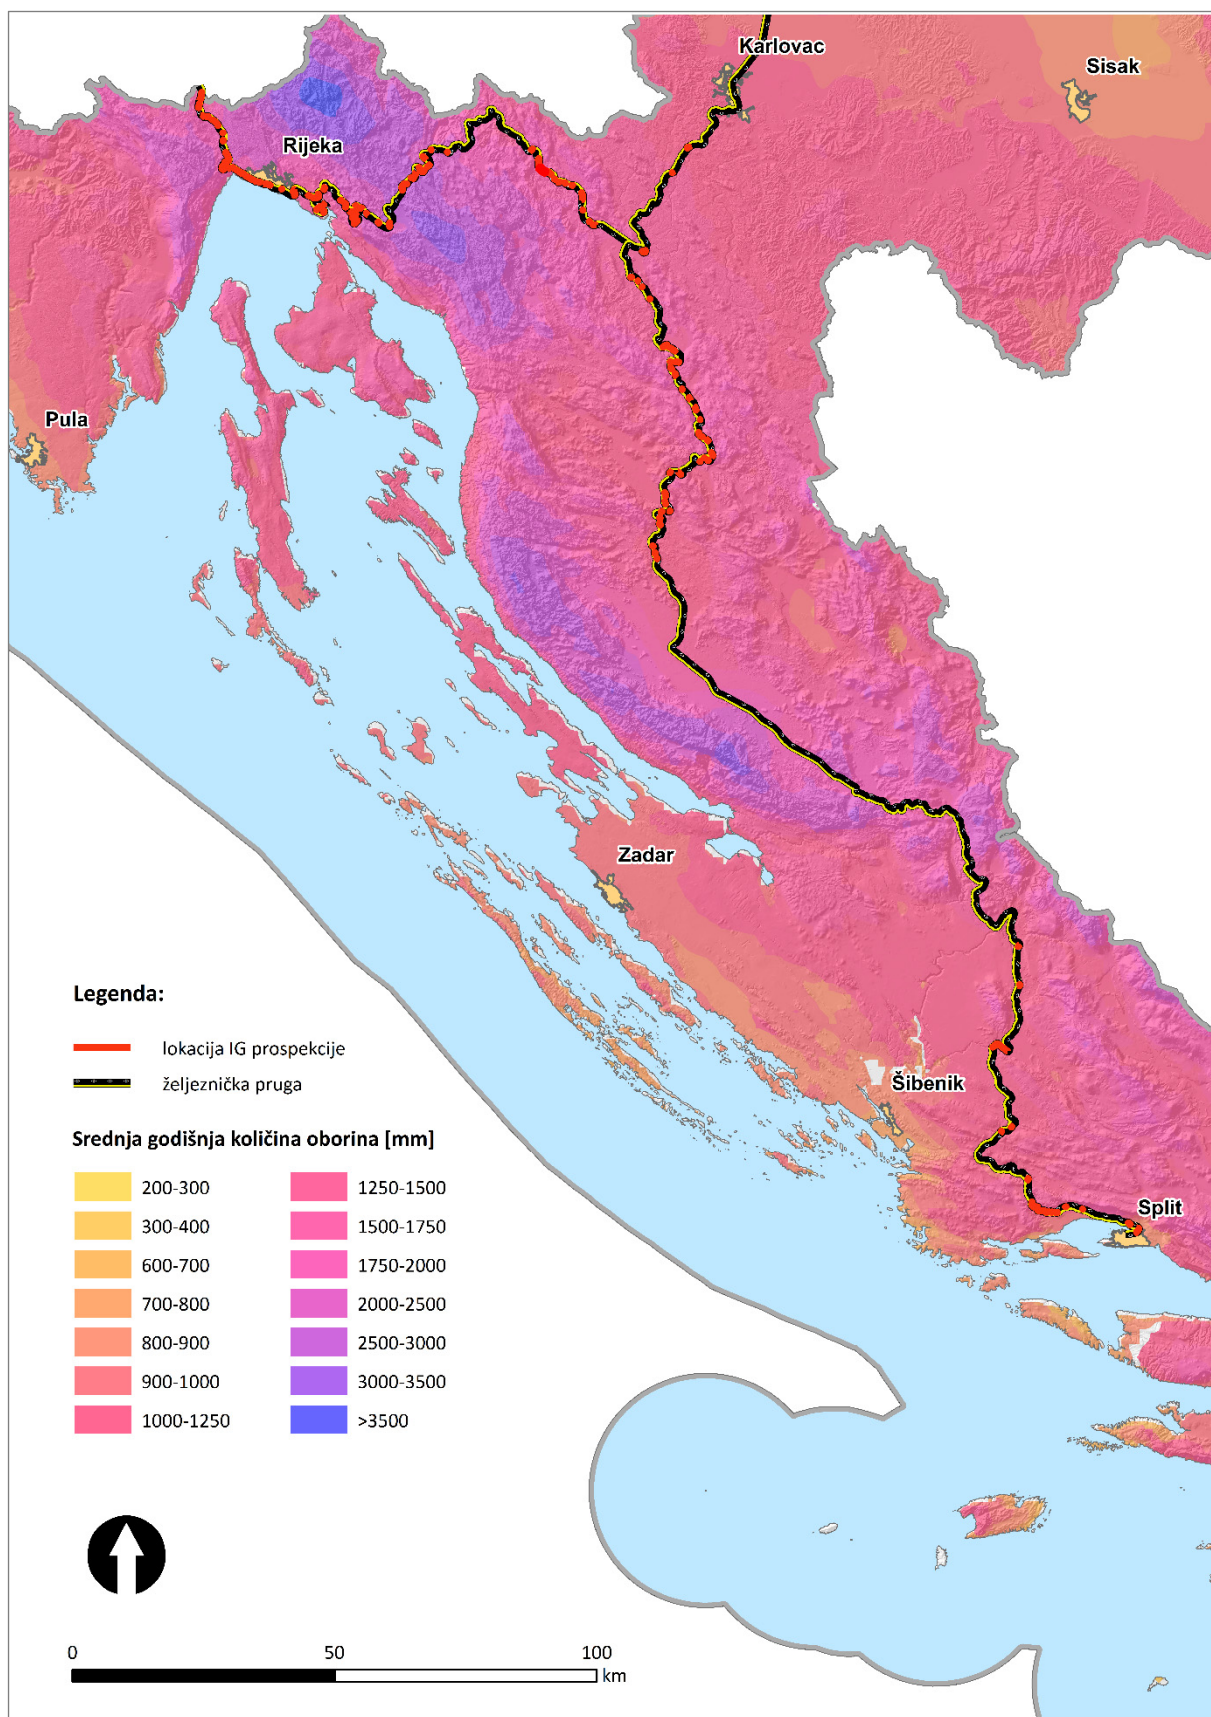 Karlovac
Sisak
Rijeka
Pula
Zadar
Šibenik
Split
Legenda:
lokacija IG prospekcije
željeznička pruga
Srednja godišnja količina oborina [mm]
200-300
300-400
600-700
700-800
800-900
900-1000
1000-1250
1250-1500
1500-1750
1750-2000
2000-2500
2500-3000
3000-3500
>3500
0 50 100
km